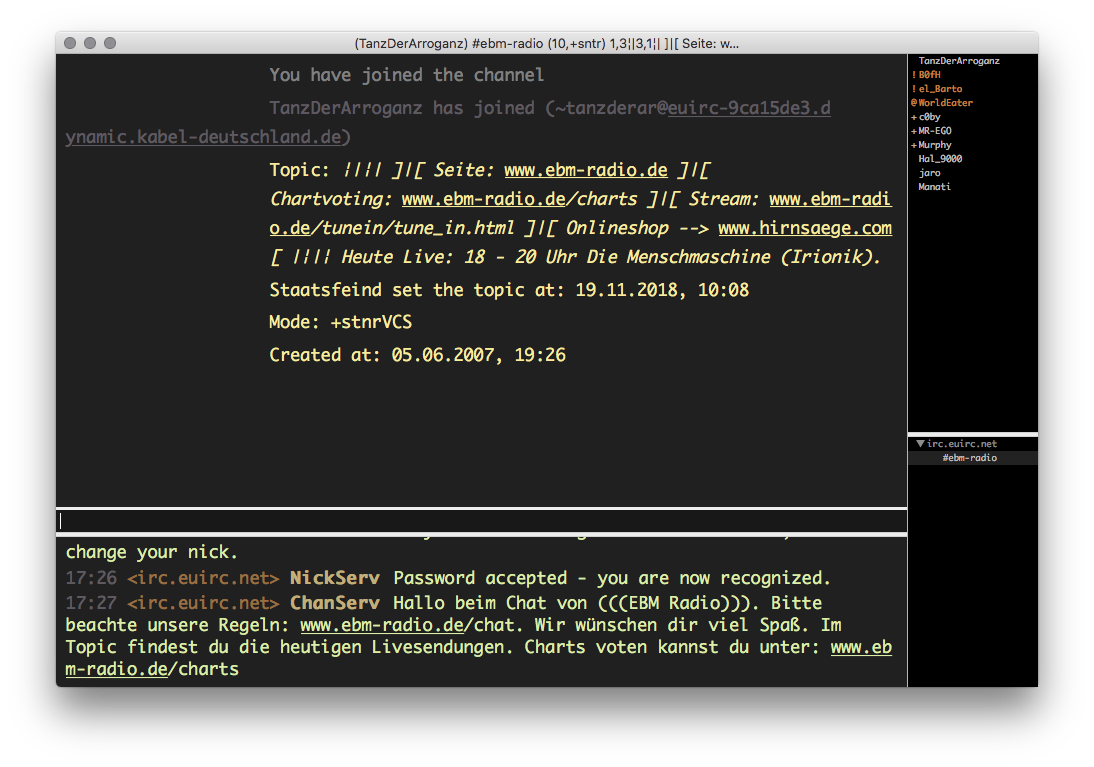 (TanzDerArroganz) #ebm-radio (10,+sntr) 1,3¦|3,1¦| ]|[ Seite: w...
You have joined the channel
TanzDerArroganz has joined (~tanzderar@euirc-9ca15de3.d
ynamic.kabel-deutschland.de)
Topic: ¦|¦| ]|[ Seite: www.ebm-radio.de ]|[
Chartvoting: www.ebm-radio.de/charts ]|[ Stream: www.ebm-radi
o.de/tunein/tune_in.html ]|[ Onlineshop --> www.hirnsaege.com
[ |¦|¦ Heute Live: 18 - 20 Uhr Die Menschmaschine (Irionik).
Staatsfeind set the topic at: 19.11.2018, 10:08
Mode: +stnrVCS
Created at: 05.06.2007, 19:26
change your nick.
17:26 <irc.euirc.net> NickServ Password accepted - you are now recognized.
17:27 <irc.euirc.net> ChanServ Hallo beim Chat von (((EBM Radio))). Bitte
beachte unsere Regeln: www.ebm-radio.de/chat. Wir wünschen dir viel Spaß. Im
Topic findest du die heutigen Livesendungen. Charts voten kannst du unter: www.eb
m-radio.de/charts
TanzDerArroganz
! B0fH
! el_Barto
@ WorldEater
+ c0by
+ MR-EGO
+ Murphy
Hal_9000
jaro
Manati
▼ irc.euirc.net
#ebm-radio